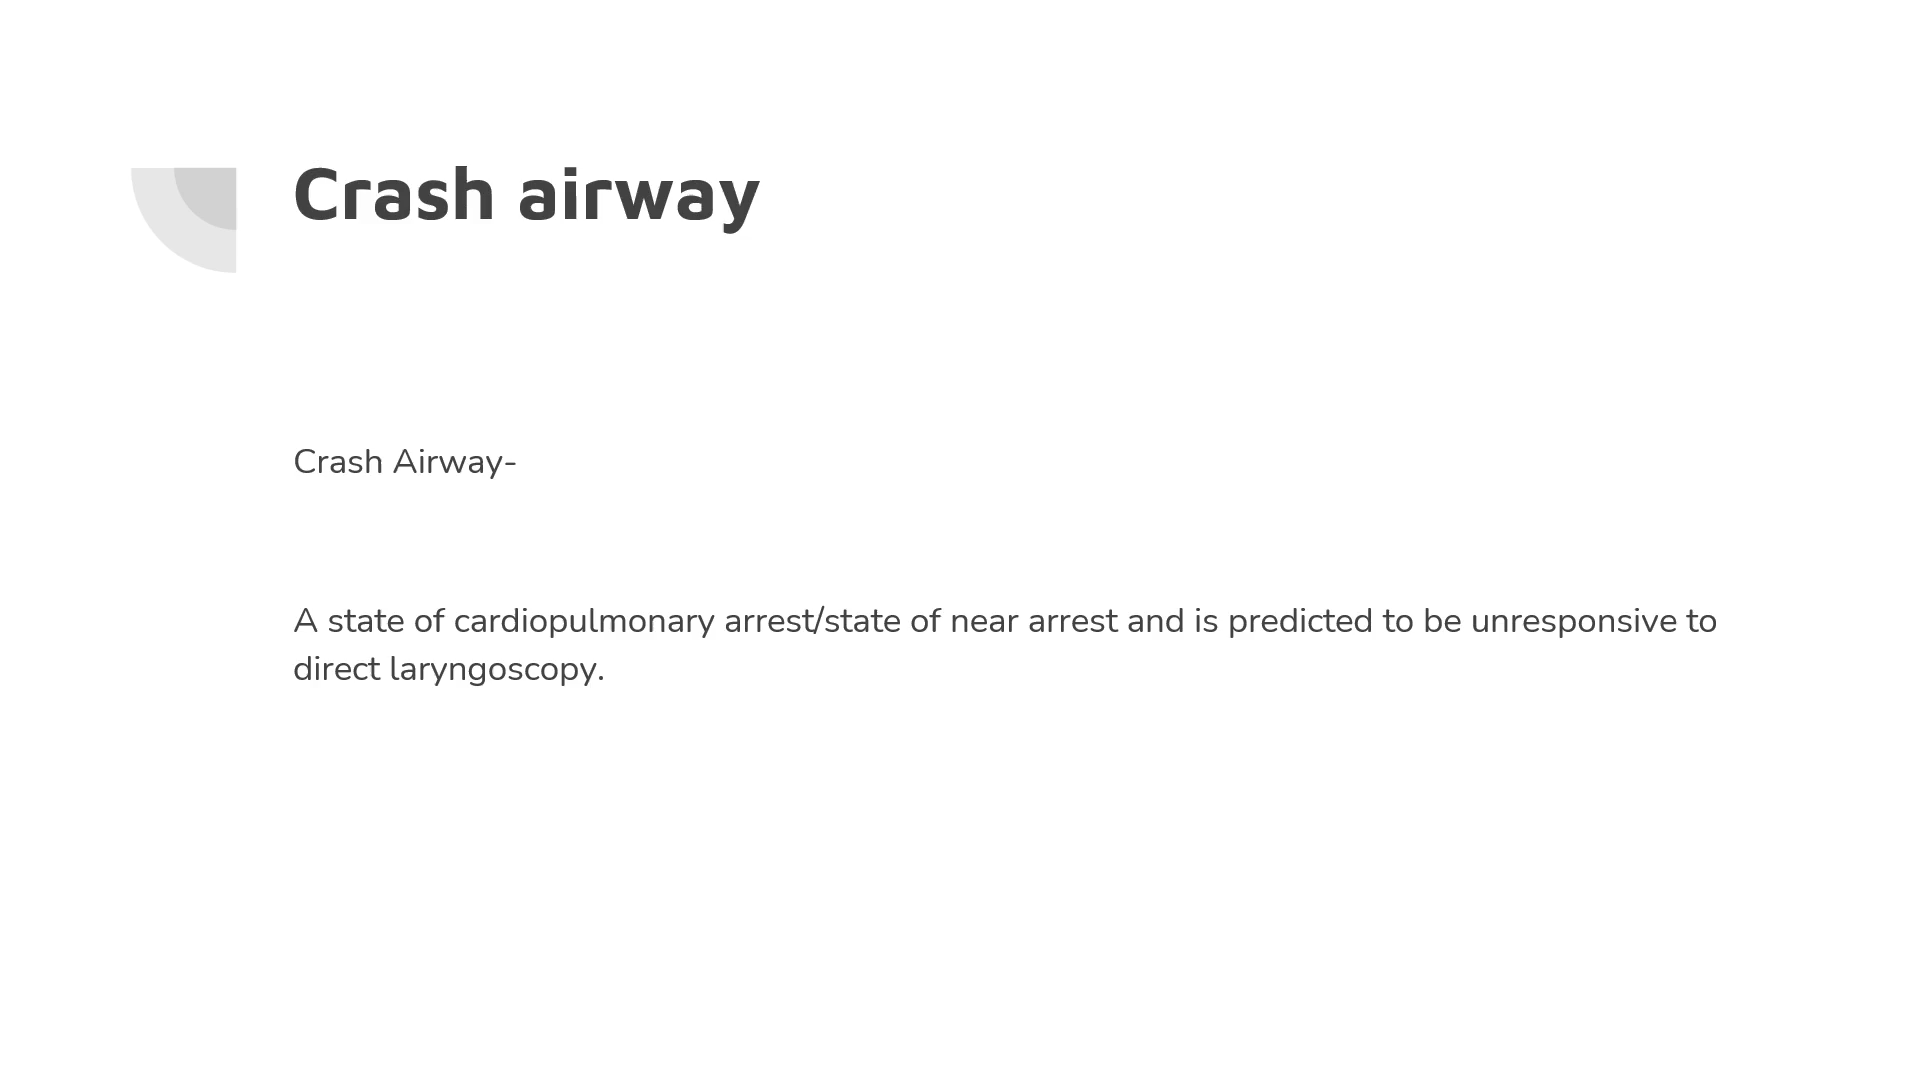 Crash airway
Crash Airway-
A state of cardiopulmonary arrest/state of near arrest and is predicted to be unresponsive to
direct laryngoscopy.